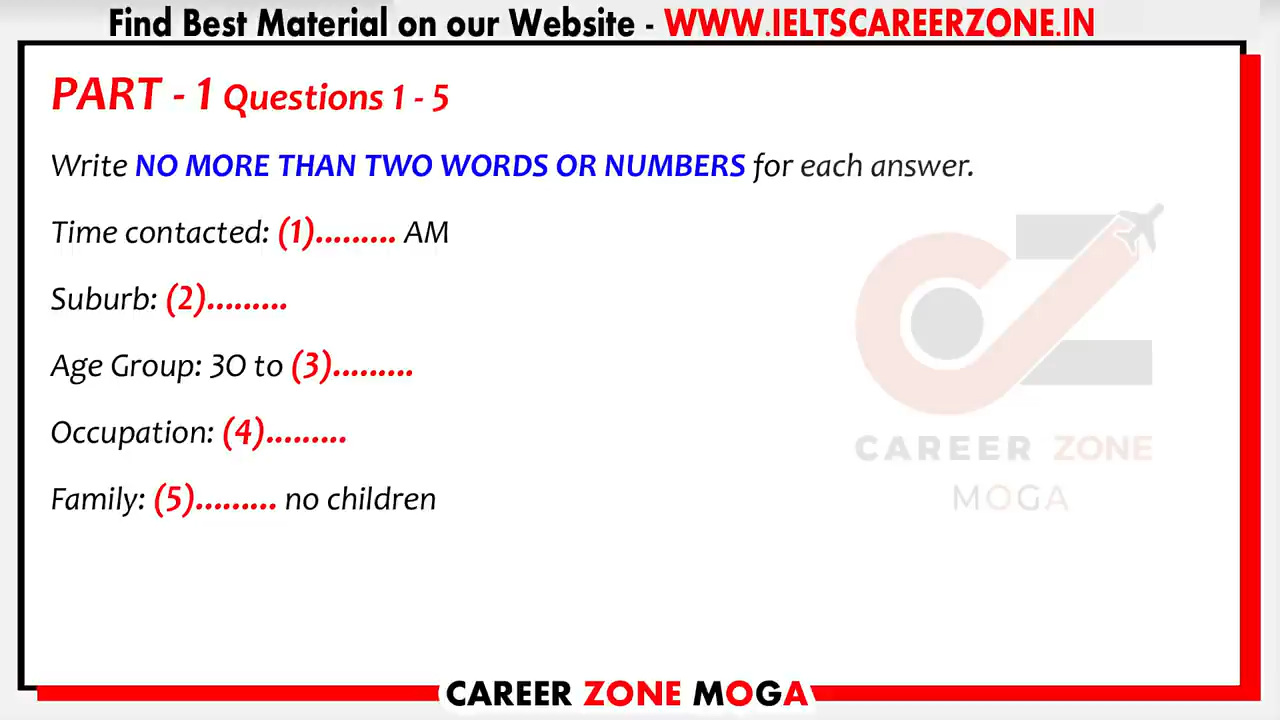 Find Best Material on our Website - WWW.IELTSCAREERZONE.IN
PART - 1 Questions 1 - 5
Write NO MORE THAN TWO WORDS OR NUMBERS for each answer.
Time contacted: (1)......... AM
Suburb: (2).........
Age Group: 30 to (3).........
Occupation: (4).........
Family: (5)......... no children
CAREER ZONE
MOGA
CAREER ZONE MOGA